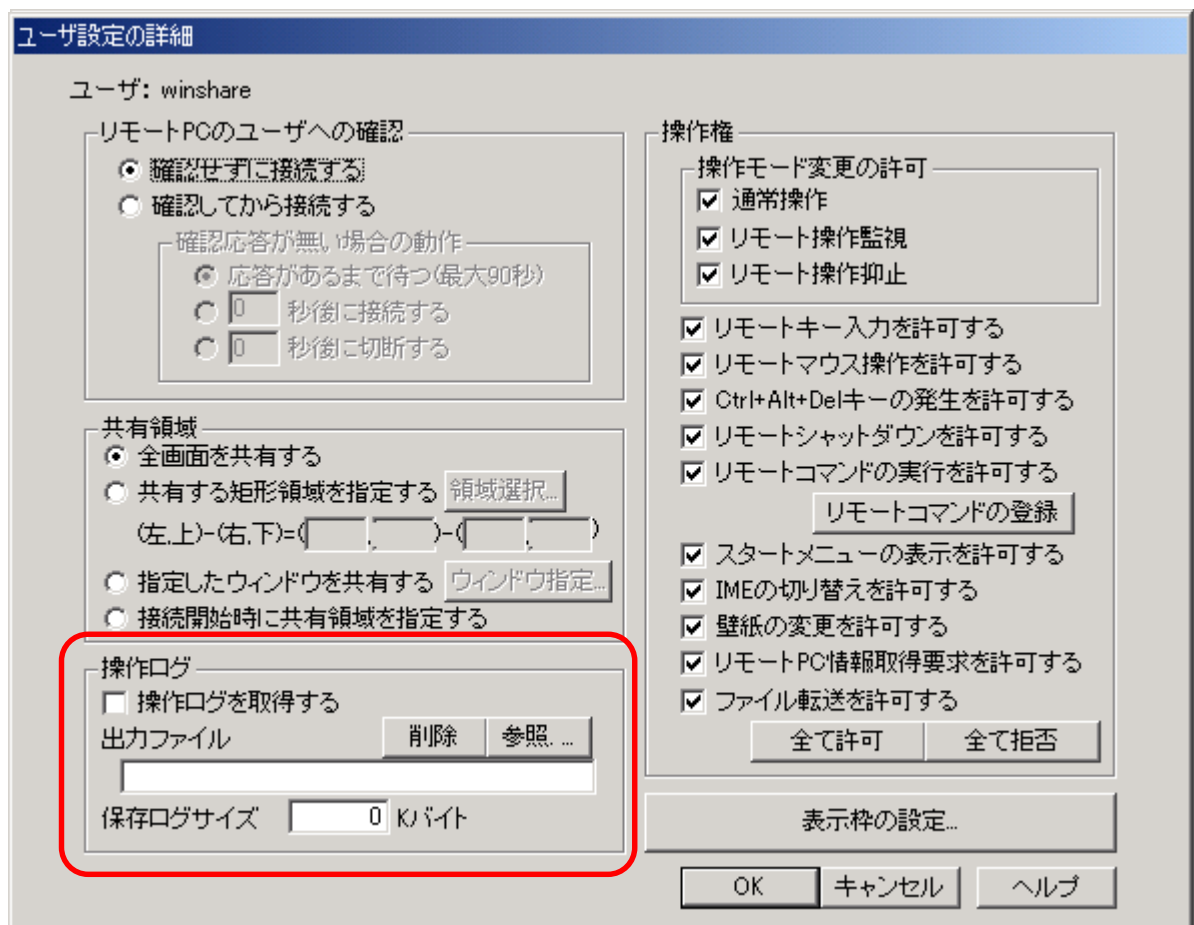 ユーザ設定の詳細
ユーザ: winshare
リモートPCのユーザへの確認
確認せずに接続する
確認してから接続する
確認応答が無い場合の動作
応答があるまで待つ(最大90秒)
0 秒後に接続する
0 秒後に切断する
共有領域
全画面を共有する
共有する矩形領域を指定する 領域選択...
(左,上)-(右,下)=( , )-( , )
指定したウィンドウを共有する ウィンドウ指定...
接続開始時に共有領域を指定する
操作ログ
操作ログを取得する
出力ファイル 削除 参照...
保存ログサイズ 0 Kバイト
操作権
操作モード変更の許可
通常操作
リモート操作監視
リモート操作抑止
リモートキー入力を許可する
リモートマウス操作を許可する
Ctrl+Alt+Delキーの発生を許可する
リモートシャットダウンを許可する
リモートコマンドの実行を許可する
リモートコマンドの登録
スタートメニューの表示を許可する
IMEの切り替えを許可する
壁紙の変更を許可する
リモートPC情報取得要求を許可する
ファイル転送を許可する
全て許可 全て拒否
表示枠の設定...
OK キャンセル ヘルプ